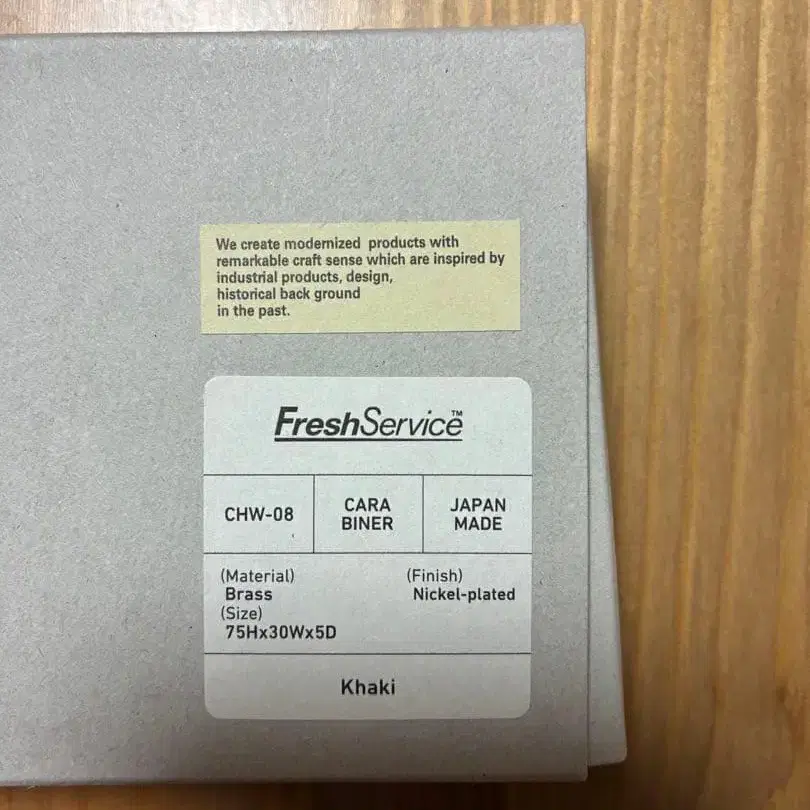 We create modernized products with
remarkable craft sense which are inspired by
industrial products, design,
historical back ground
in the past.
FreshService™
CHW-08
CARA
BINER
JAPAN
MADE
(Material)
Brass
(Finish)
Nickel-plated
(Size)
75Hx30Wx5D
Khaki